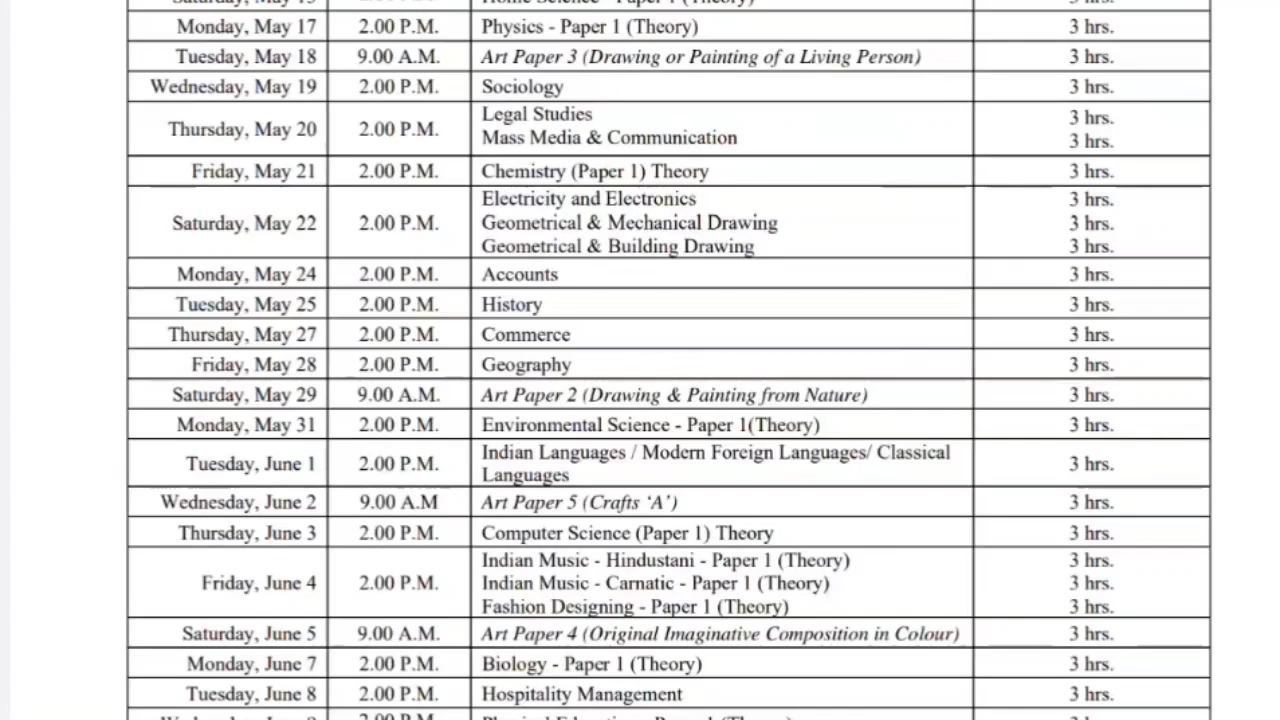 Monday, May 17 2.00 P.M. Physics - Paper 1 (Theory) 3 hrs.
Tuesday, May 18 9.00 A.M. Art Paper 3 (Drawing or Painting of a Living Person) 3 hrs.
Wednesday, May 19 2.00 P.M. Sociology 3 hrs.
Thursday, May 20 2.00 P.M. Legal Studies 3 hrs.
Mass Media & Communication 3 hrs.
Friday, May 21 2.00 P.M. Chemistry (Paper 1) Theory 3 hrs.
Saturday, May 22 2.00 P.M. Electricity and Electronics 3 hrs.
Geometrical & Mechanical Drawing 3 hrs.
Geometrical & Building Drawing 3 hrs.
Monday, May 24 2.00 P.M. Accounts 3 hrs.
Tuesday, May 25 2.00 P.M. History 3 hrs.
Thursday, May 27 2.00 P.M. Commerce 3 hrs.
Friday, May 28 2.00 P.M. Geography 3 hrs.
Saturday, May 29 9.00 A.M. Art Paper 2 (Drawing & Painting from Nature) 3 hrs.
Monday, May 31 2.00 P.M. Environmental Science - Paper 1(Theory) 3 hrs.
Tuesday, June 1 2.00 P.M. Indian Languages / Modern Foreign Languages/ Classical 3 hrs.
Languages
Wednesday, June 2 9.00 A.M Art Paper 5 (Crafts ‘A’) 3 hrs.
Thursday, June 3 2.00 P.M. Computer Science (Paper 1) Theory 3 hrs.
Friday, June 4 2.00 P.M. Indian Music - Hindustani - Paper 1 (Theory) 3 hrs.
Indian Music - Carnatic - Paper 1 (Theory) 3 hrs.
Fashion Designing - Paper 1 (Theory) 3 hrs.
Saturday, June 5 9.00 A.M. Art Paper 4 (Original Imaginative Composition in Colour) 3 hrs.
Monday, June 7 2.00 P.M. Biology - Paper 1 (Theory) 3 hrs.
Tuesday, June 8 2.00 P.M. Hospitality Management 3 hrs.